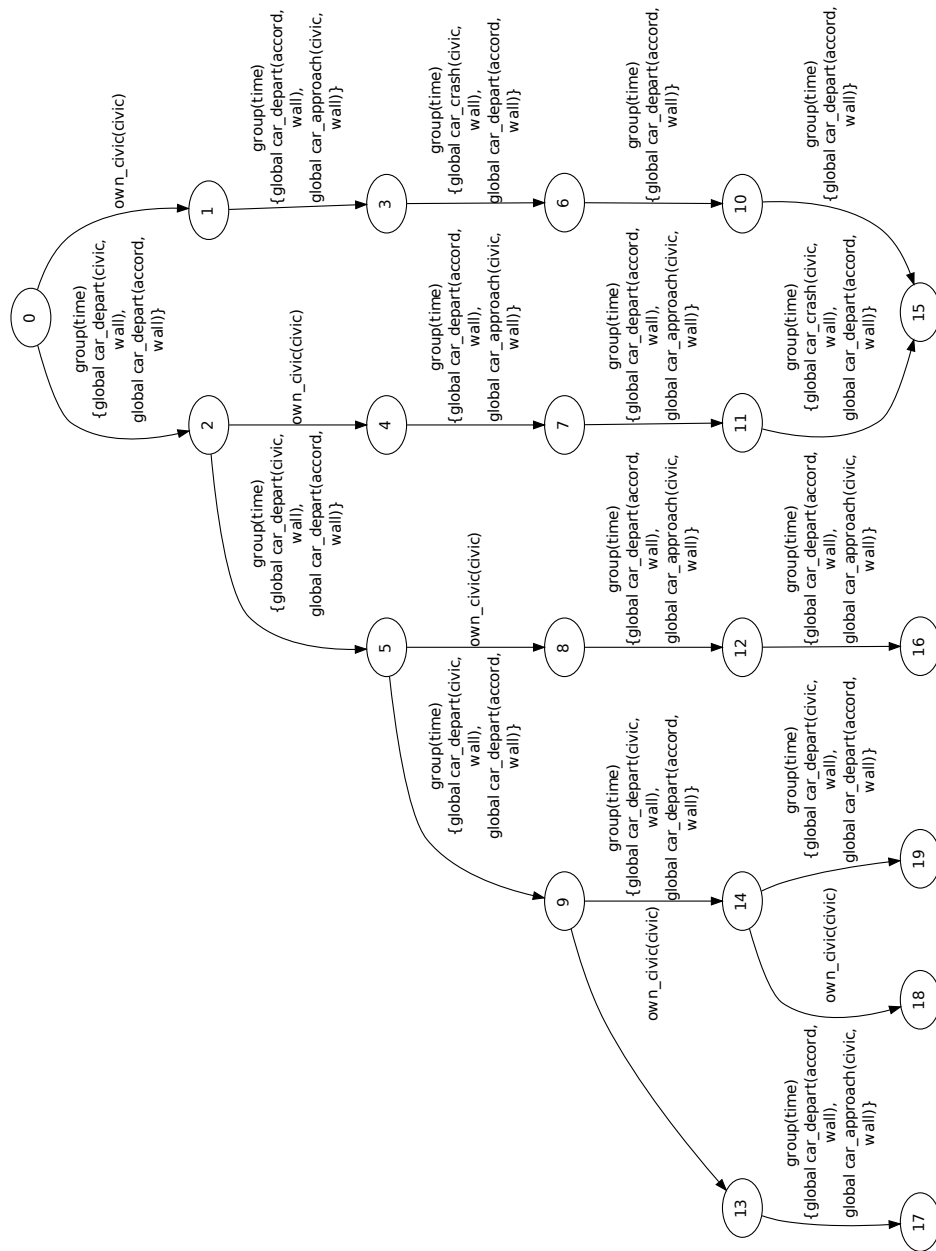 0
own_civic(civic)
group(time)
{global car_depart(civic,
wall),
global car_depart(accord,
wall)}
1
2
group(time)
{global car_depart(accord,
wall),
global car_approach(civic,
wall)}
own_civic(civic)
group(time)
{global car_depart(civic,
wall),
global car_depart(accord,
wall)}
3
4
5
group(time)
{global car_crash(civic,
wall),
global car_depart(accord,
wall)}
group(time)
{global car_depart(accord,
wall),
global car_approach(civic,
wall)}
own_civic(civic)
group(time)
{global car_depart(civic,
wall),
global car_depart(accord,
wall)}
6
7
8
9
group(time)
{global car_depart(accord,
wall)}
group(time)
{global car_depart(accord,
wall),
global car_approach(civic,
wall)}
group(time)
{global car_depart(accord,
wall),
global car_approach(civic,
wall)}
group(time)
{global car_depart(civic,
wall),
global car_depart(accord,
wall)}
own_civic(civic)
10
11
12
14
13
group(time)
{global car_depart(accord,
wall)}
group(time)
{global car_crash(civic,
wall),
global car_depart(accord,
wall)}
group(time)
{global car_depart(accord,
wall),
global car_approach(civic,
wall)}
group(time)
{global car_depart(civic,
wall),
global car_depart(accord,
wall)}
own_civic(civic)
group(time)
{global car_depart(accord,
wall),
global car_approach(civic,
wall)}
15
16
19
18
17